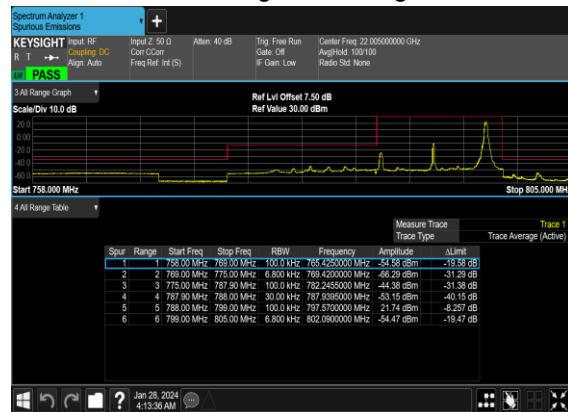 Spectrum Analyzer 1
Spurious Emissions
+
KEYSIGHT Input: RF Input Z: 50 Ω Atten: 40 dB Trig: Free Run Center Freq: 22.005000000 GHz
R T Coupling: DC Corr CCorr Gate: Off Avg|Hold: 100/100
Align: Auto Freq Ref: Int (S) IF Gain: Low Radio Std: None
LW PASS
3 All Range Graph
Ref Lvl Offset 7.50 dB
Scale/Div 10.0 dB Ref Value 30.00 dBm
20.0
0.00
-20.0
-40.0
-60.0
Start 758.000 MHz Stop 805.000 MH
4 All Range Table
Measure Trace Trace 1
Trace Type Trace Average (Active)
Spur Range Start Freq Stop Freq RBW Frequency Amplitude ΔLimit
1 1 758.00 MHz 769.00 MHz 100.0 kHz 765.4250000 MHz -54.58 dBm -19.58 dB
2 2 769.00 MHz 775.00 MHz 6.800 kHz 769.4200000 MHz -66.29 dBm -31.29 dB
3 3 775.00 MHz 787.90 MHz 100.0 kHz 782.2455000 MHz -44.38 dBm -31.38 dB
4 4 787.90 MHz 788.00 MHz 30.00 kHz 787.9395000 MHz -53.15 dBm -40.15 dB
5 5 788.00 MHz 799.00 MHz 100.0 kHz 797.5700000 MHz 21.74 dBm -8.257 dB
6 6 799.00 MHz 805.00 MHz 6.800 kHz 802.0900000 MHz -54.47 dBm -19.47 dB
? Jan 28, 2024
4:13:36 AM